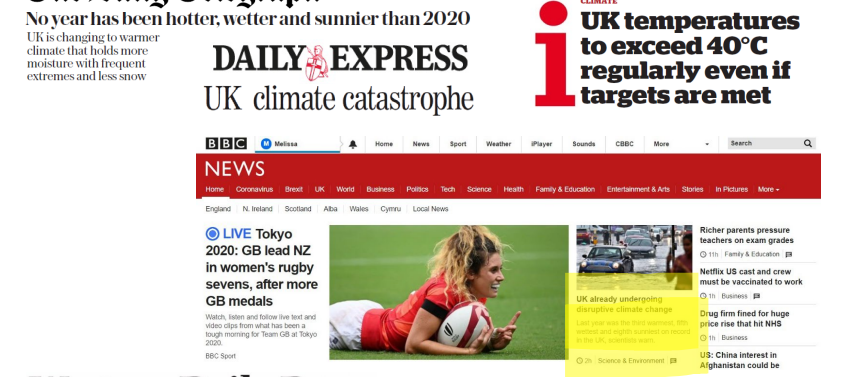 No year has been hotter, wetter and sunnier than 2020
UK is changing to warmer
climate that holds more
moisture with frequent
extremes and less snow
DAILY EXPRESS
UK climate catastrophe
CLIMATE
i
UK temperatures
to exceed 40°C
regularly even if
targets are met
BBC M Melissa Home News Sport Weather iPlayer Sounds CBBC More Search
NEWS
Home Coronavirus Brexit UK World Business Politics Tech Science Health Family & Education Entertainment & Arts Stories In Pictures More
England N. Ireland Scotland Alba Wales Cymru Local News
LIVE Tokyo
2020: GB lead NZ
in women's rugby
sevens, after more
GB medals
Watch, listen and follow live text and
video clips from what has been a
tough morning for Team GB at Tokyo
2020.
BBC Sport
UK already undergoing
disruptive climate change
Last year was the third warmest, fifth
wettest and eighth sunniest on record
in the UK, scientists warn.
2h Science & Environment
Richer parents pressure
teachers on exam grades
11h Family & Education
Netflix US cast and crew
must be vaccinated to work
1h Business
Drug firm fined for huge
price rise that hit NHS
1h Business
US: China interest in
Afghanistan could be